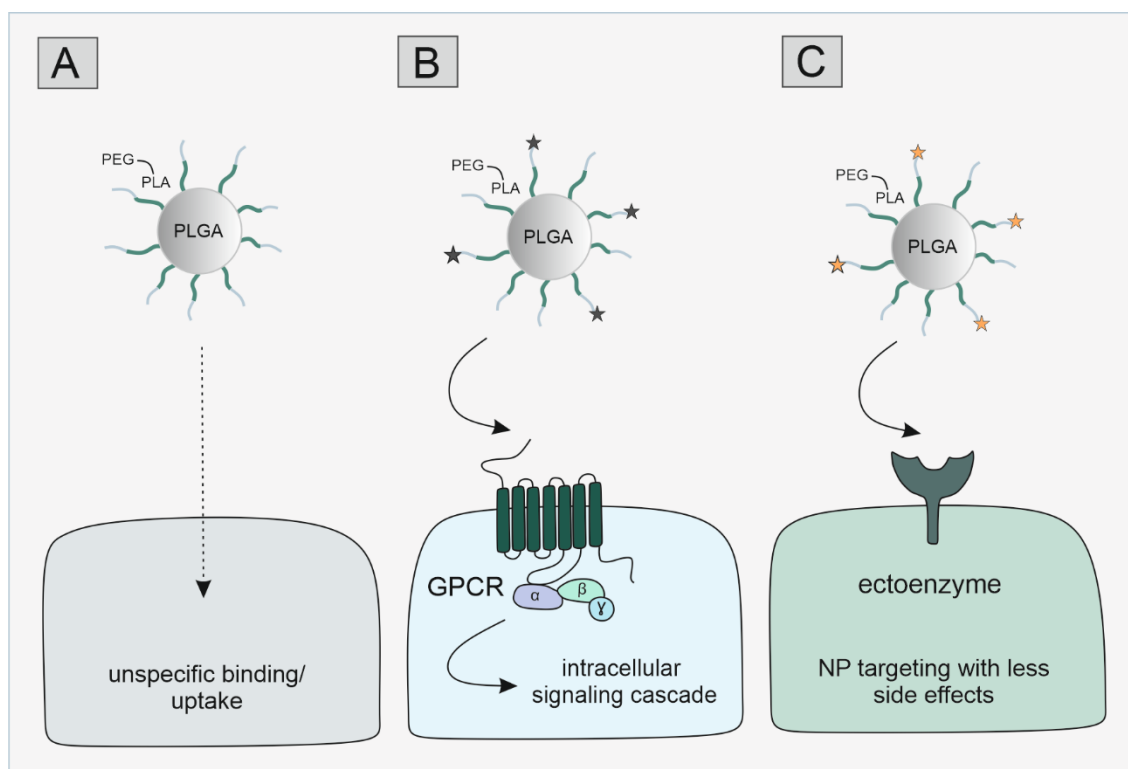 A
PEG
PLA
PLGA
unspecific binding/
uptake
B
PEG
PLA
PLGA
GPCR
α
β
γ
intracellular
signaling cascade
C
PEG
PLA
PLGA
ectoenzyme
NP targeting with less
side effects